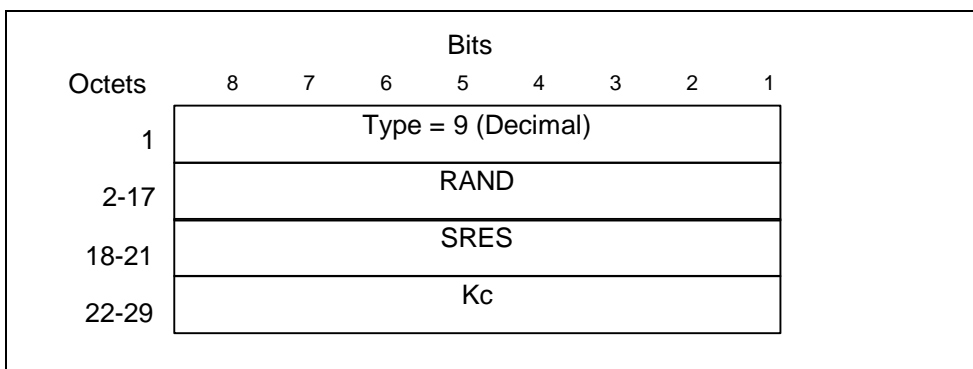 Bits
Octets 8 7 6 5 4 3 2 1
1 Type = 9 (Decimal)
2-17 RAND
18-21 SRES
22-29 Kc